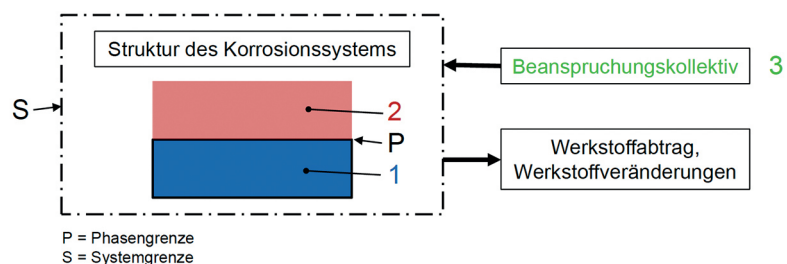 Struktur des Korrosionssystems
Beanspruchungskollektiv 3
2
S
P
1
Werkstoffabtrag,
Werkstoffveränderungen
P = Phasengrenze
S = Systemgrenze